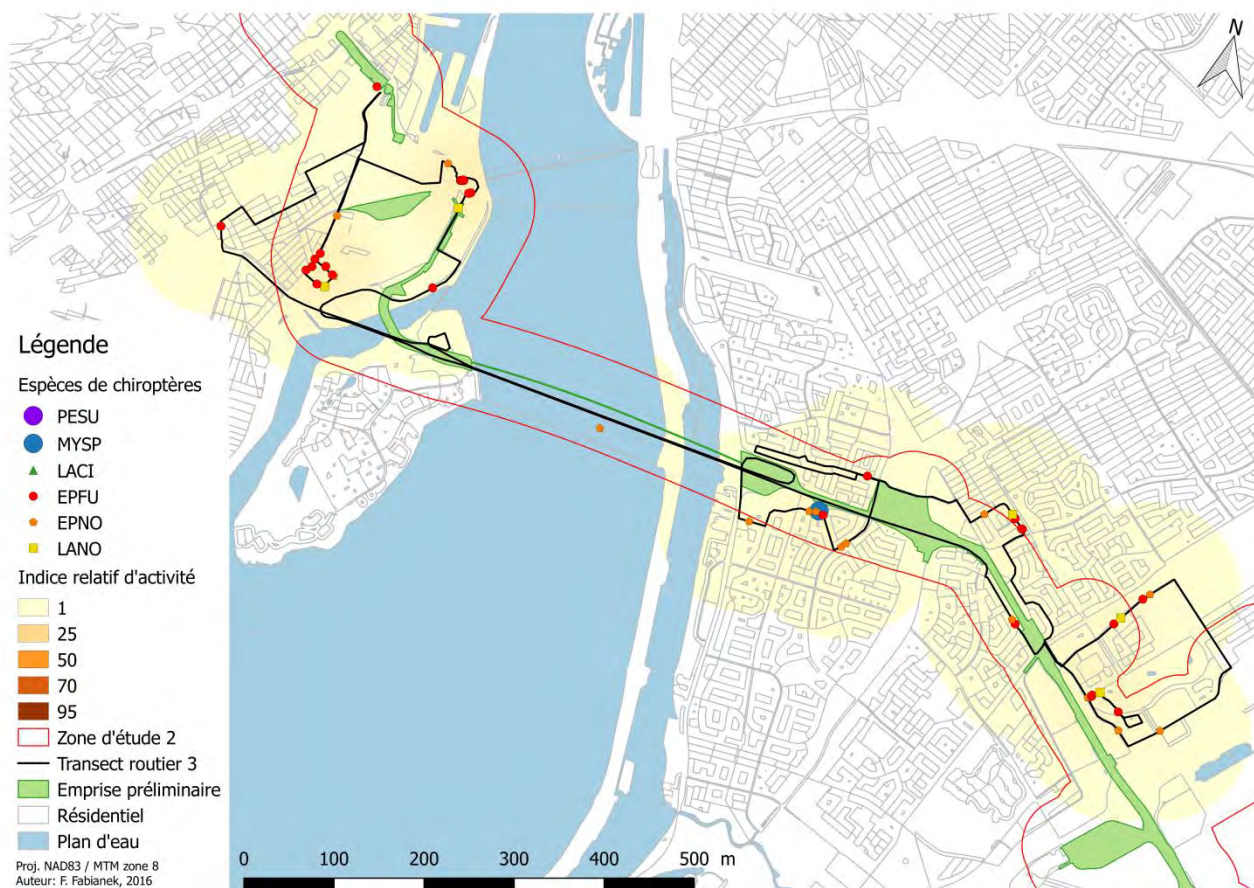 N
Légende
Espèces de chiroptères
PESU
MYSP
LACI
EPFU
EPNO
LANO
Indice relatif d'activité
1
25
50
70
95
Zone d'étude 2
Transect routier 3
Emprise préliminaire
Résidentiel
Plan d'eau
Proj. NAD83 / MTM zone 8
Auteur: F. Fabianek, 2016
0 100 200 300 400 500 m